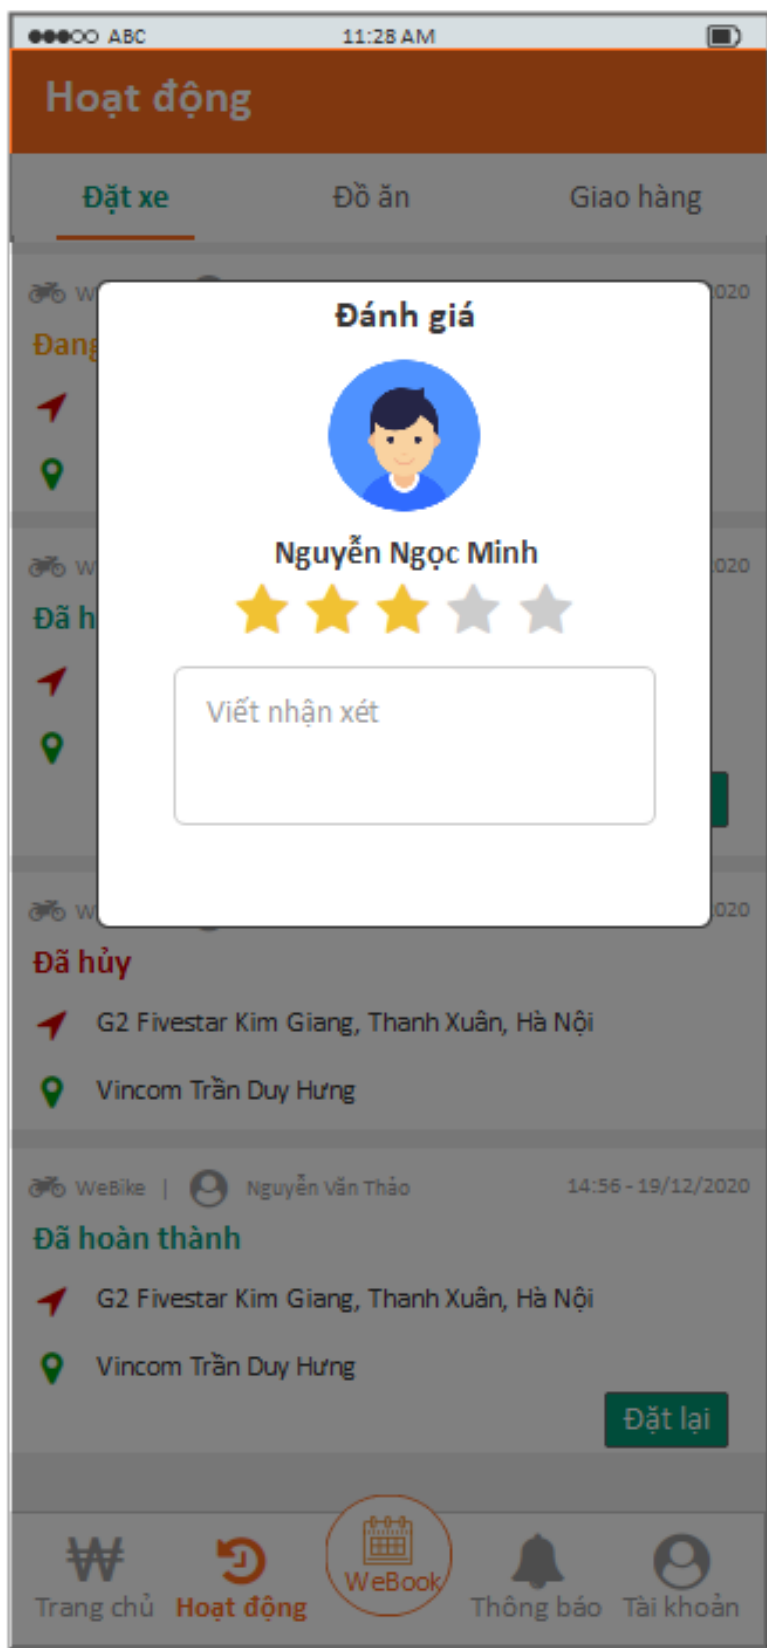 ABC 11:28 AM
Hoạt động
Đặt xe Đồ ăn Giao hàng
Đánh giá
Nguyễn Ngọc Minh
Viết nhận xét
Đã hủy
G2 Fivestar Kim Giang, Thanh Xuân, Hà Nội
Vincom Trần Duy Hưng
WeBike | Nguyễn Văn Thảo 14:56 - 19/12/2020
Đã hoàn thành
G2 Fivestar Kim Giang, Thanh Xuân, Hà Nội
Vincom Trần Duy Hưng
Đặt lại
WeBook
Trang chủ Hoạt động Thông báo Tài khoản